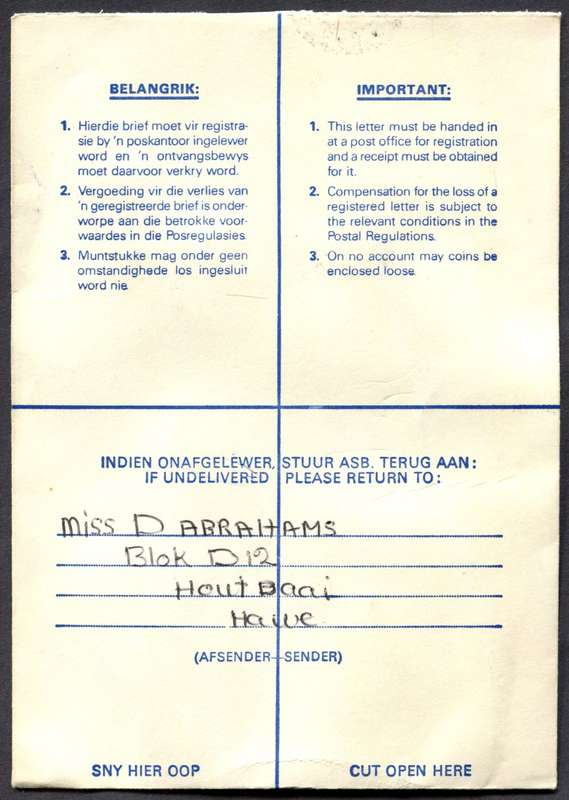 BELANGRIK:
1. Hierdie brief moet vir registra-
sie by 'n poskantoor ingelewer
word en 'n ontvangsbewys
moet daarvoor verkry word.
2. Vergoeding vir die verlies van
'n geregistreerde brief is onder-
worpe aan die betrokke voor-
waardes in die Posregulasies.
3. Muntstukke mag onder geen
omstandighede los ingesluit
word nie.
IMPORTANT:
1. This letter must be handed in
at a post office for registration
and a receipt must be obtained
for it.
2. Compensation for the loss of a
registered letter is subject to
the relevant conditions in the
Postal Regulations.
3. On no account may coins be
enclosed loose.
INDIEN ONAFGELEWER, STUUR ASB. TERUG AAN:
IF UNDELIVERED PLEASE RETURN TO:
Miss D ABRAHAMS
Blok D12
Hout Baai
Hawe
(AFSENDER–SENDER)
SNY HIER OOP
CUT OPEN HERE